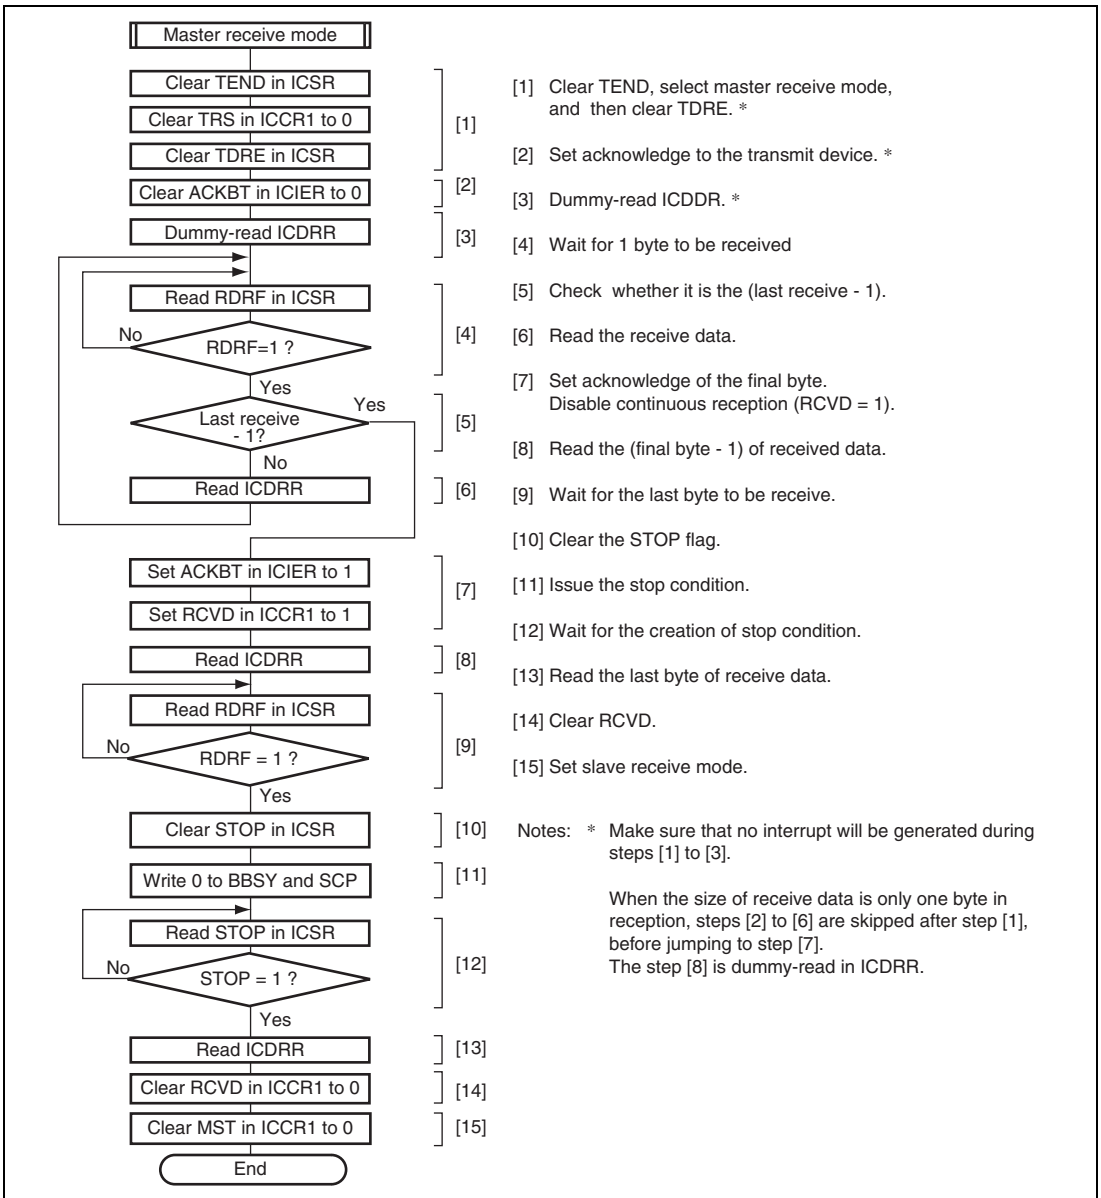 Master receive mode
Clear TEND in ICSR
Clear TRS in ICCR1 to 0
Clear TDRE in ICSR
[1]
Clear ACKBT in ICIER to 0
[2]
Dummy-read ICDRR
[3]
Read RDRF in ICSR
No
RDRF=1 ?
[4]
Yes
Last receive
- 1?
Yes
[5]
No
Read ICDRR
[6]
Set ACKBT in ICIER to 1
[7]
Set RCVD in ICCR1 to 1
Read ICDRR
[8]
Read RDRF in ICSR
No
RDRF = 1 ?
[9]
Yes
Clear STOP in ICSR
[10]
Write 0 to BBSY and SCP
[11]
Read STOP in ICSR
No
STOP = 1 ?
[12]
Yes
Read ICDRR
[13]
Clear RCVD in ICCR1 to 0
[14]
Clear MST in ICCR1 to 0
[15]
End
[1] Clear TEND, select master receive mode,
and then clear TDRE. *
[2] Set acknowledge to the transmit device. *
[3] Dummy-read ICDDR. *
[4] Wait for 1 byte to be received
[5] Check whether it is the (last receive - 1).
[6] Read the receive data.
[7] Set acknowledge of the final byte.
Disable continuous reception (RCVD = 1).
[8] Read the (final byte - 1) of received data.
[9] Wait for the last byte to be receive.
[10] Clear the STOP flag.
[11] Issue the stop condition.
[12] Wait for the creation of stop condition.
[13] Read the last byte of receive data.
[14] Clear RCVD.
[15] Set slave receive mode.
Notes: * Make sure that no interrupt will be generated during
steps [1] to [3].
When the size of receive data is only one byte in
reception, steps [2] to [6] are skipped after step [1],
before jumping to step [7].
The step [8] is dummy-read in ICDRR.